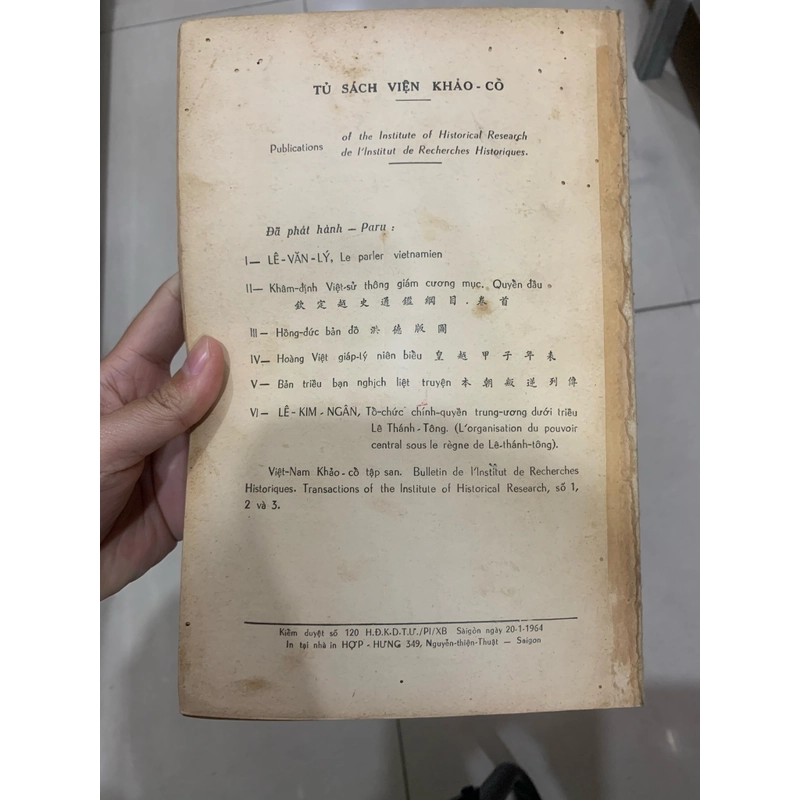 TỦ SÁCH VIỆN KHẢO-CỔ
Publications of the Institute of Historical Research
de l'Institut de Recherches Historiques.
Đã phát hành — Paru :
I— LÊ-VĂN-LÝ, Le parler vietnamien
II— Khâm-định Việt-sử thông giám cương mục. Quyển đầu
欽定越史通鑑綱目. 卷首
III— Hồng-đức bản đồ 洪德版圖
IV— Hoàng Việt giáp-lý niên biểu 皇越甲子年表
V— Bản triều bạn nghịch liệt truyện 本朝叛逆列傳
VI— LÊ-KIM-NGÂN, Tổ-chức chính-quyền trung-ương dưới triều
Lê Thánh-Tông. (L'organisation du pouvoir
central sous le règne de Lê-thánh-tông).
Việt-Nam Khảo-cổ tập san. Bulletin de l'Institut de Recherches
Historiques. Transactions of the Institute of Historical Research, số 1,
2 và 3.
Kiểm duyệt số 120 H.Đ.K.D.T.Ư./PI/XB Sàigòn ngày 20-1-1964
In tại nhà in HỢP-HƯNG 349, Nguyễn-thiện-Thuật — Saigon